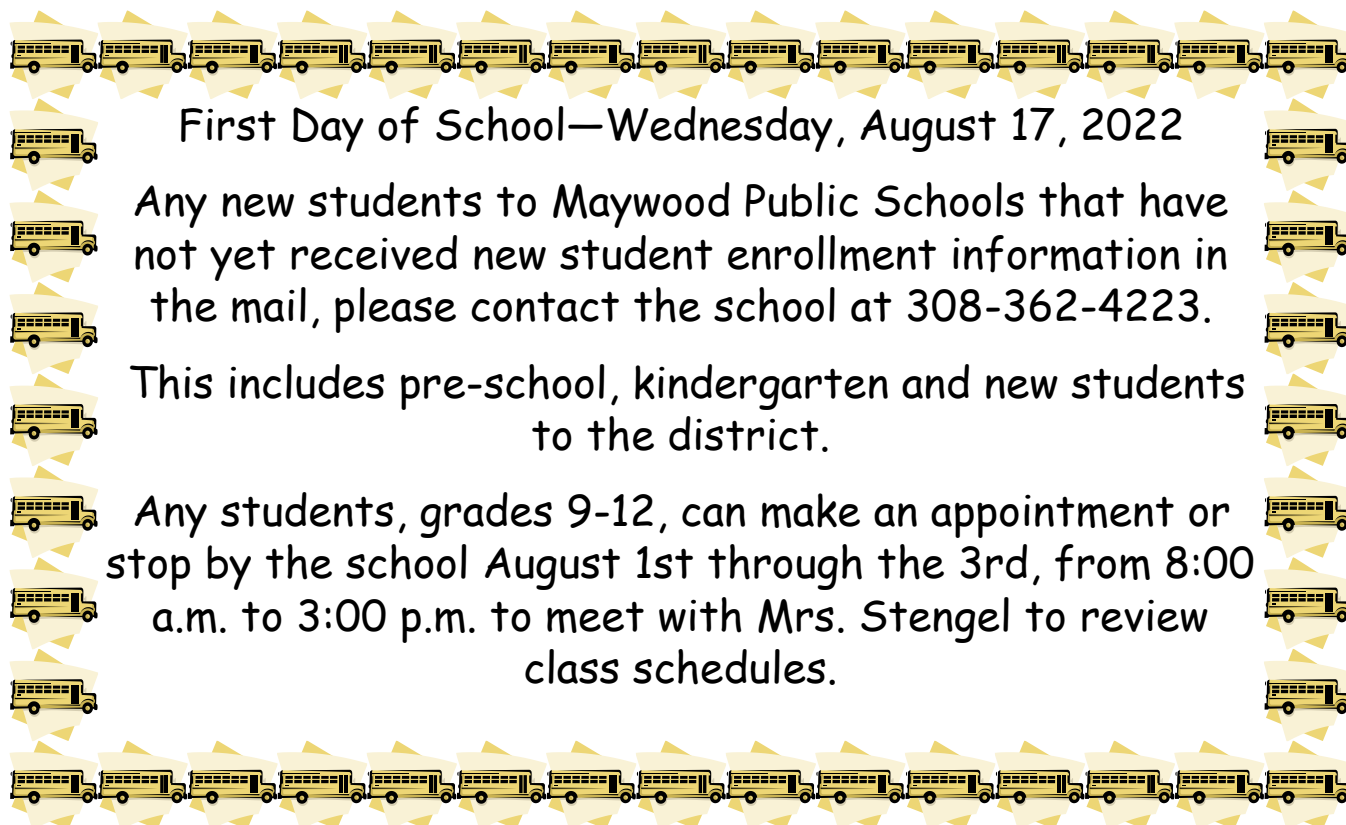 First Day of School—Wednesday, August 17, 2022
Any new students to Maywood Public Schools that have
not yet received new student enrollment information in
the mail, please contact the school at 308-362-4223.
This includes pre-school, kindergarten and new students
to the district.
Any students, grades 9-12, can make an appointment or
stop by the school August 1st through the 3rd, from 8:00
a.m. to 3:00 p.m. to meet with Mrs. Stengel to review
class schedules.